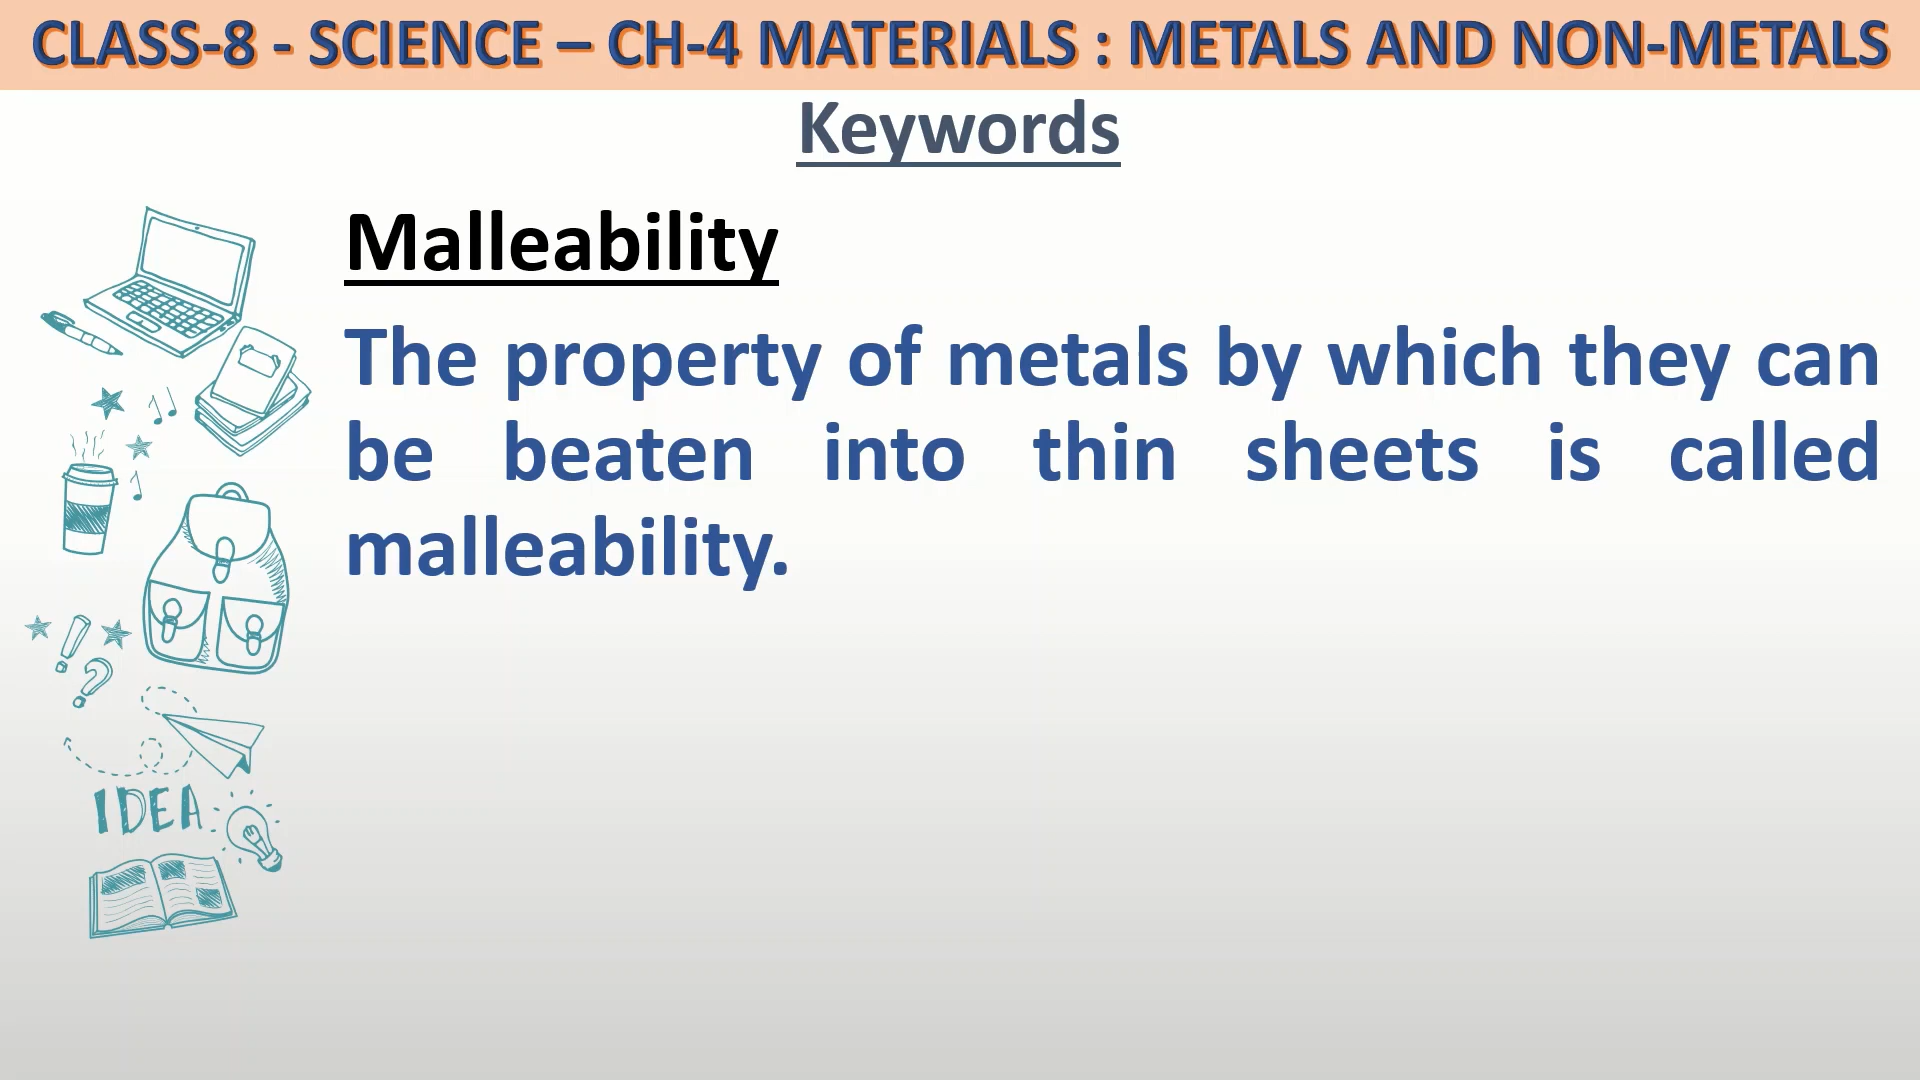 CLASS-8 - SCIENCE – CH-4 MATERIALS : METALS AND NON-METALS
Keywords
Malleability
The property of metals by which they can
be beaten into thin sheets is called
malleability.
IDEA